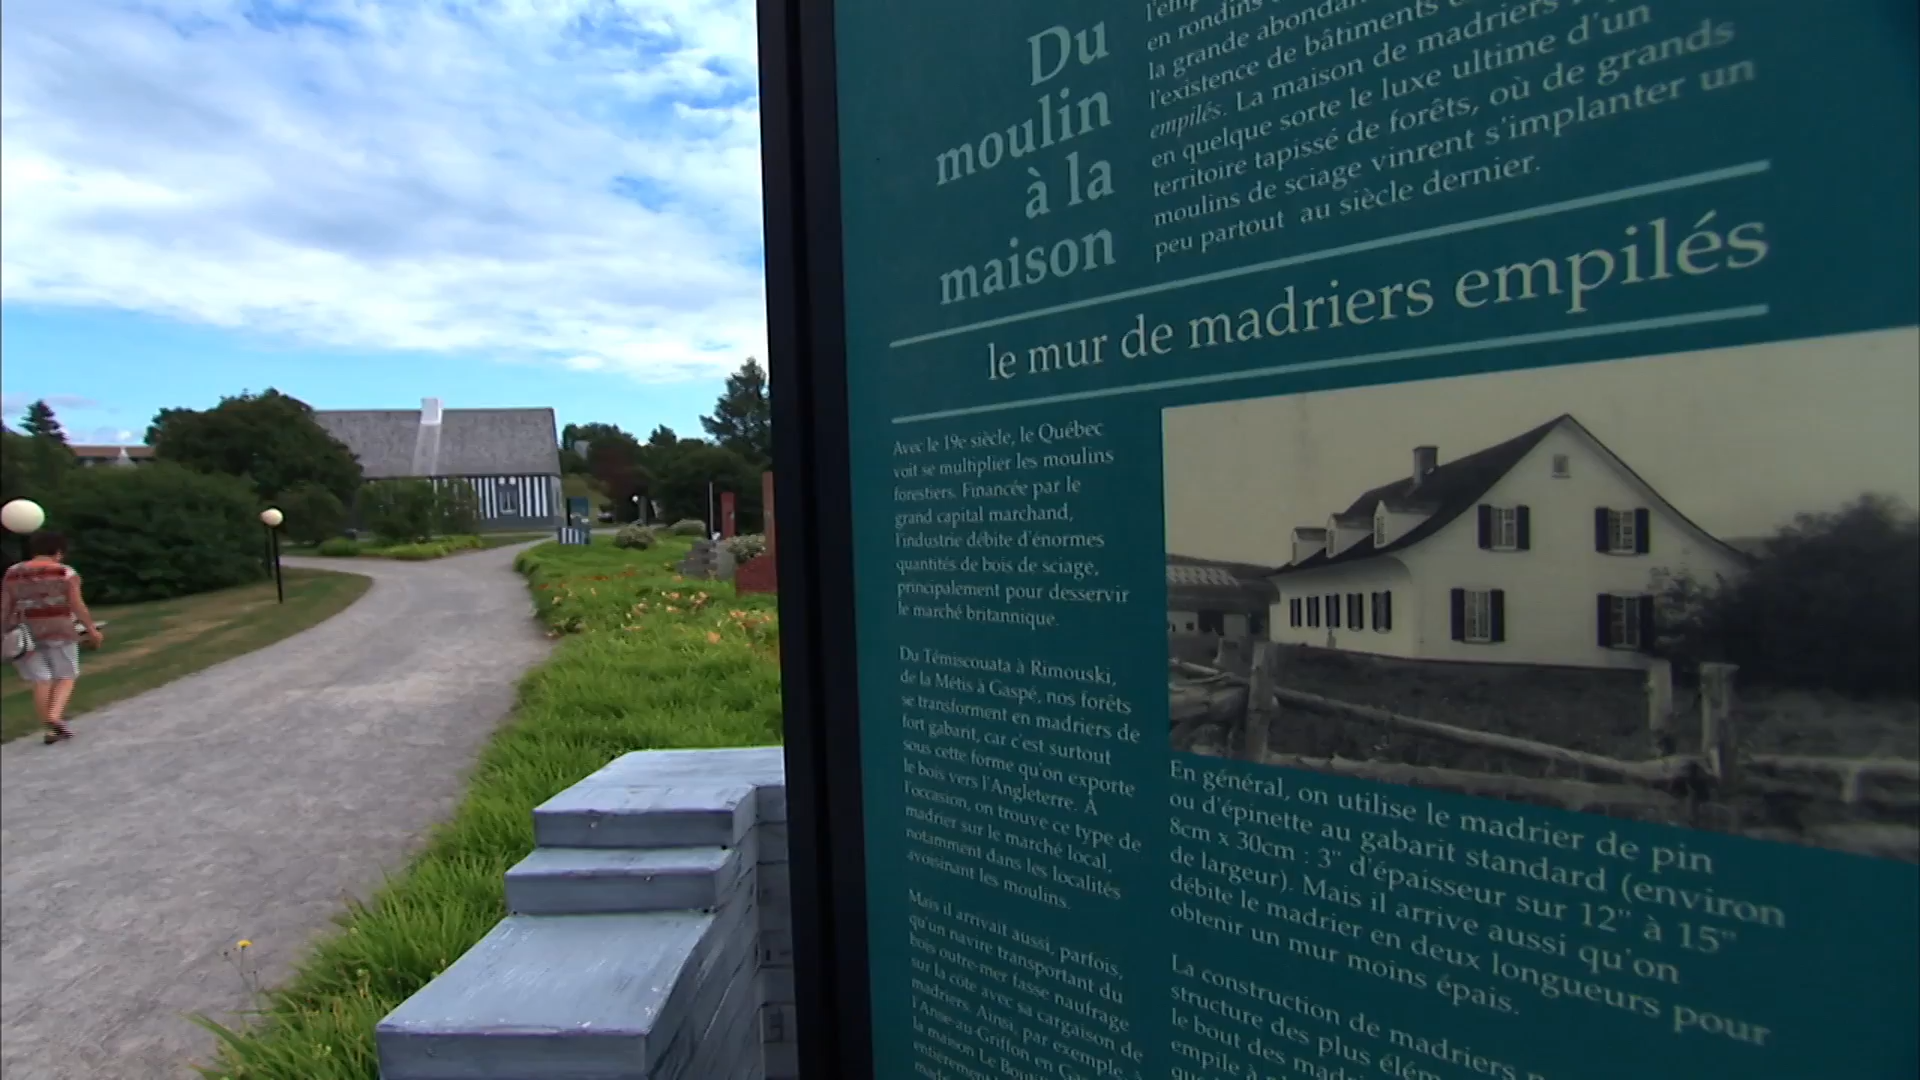 Du
moulin
à la
maison
en rondins
la grande abondan
l'existence de bâtiments
empilés. La maison de madriers
en quelque sorte le luxe ultime d'un
territoire tapissé de forêts, où de grands
moulins de sciage vinrent s'implanter un
peu partout au siècle dernier.
le mur de madriers empilés
Avec le 19e siècle, le Québec
voit se multiplier les moulins
forestiers. Financée par le
grand capital marchand,
l'industrie débite d'énormes
quantités de bois de sciage,
principalement pour desservir
le marché britannique.
Du Témiscouata à Rimouski,
de la Métis à Gaspé, nos forêts
se transforment en madriers de
fort gabarit, car c'est surtout
sous cette forme qu'on exporte
le bois vers l'Angleterre. À
l'occasion, on trouve ce type de
madrier sur le marché local,
notamment dans les localités
avoisinant les moulins.
Mais il arrivait aussi, parfois,
qu'un navire transportant du
bois outre-mer fasse naufrage
sur la côte avec sa cargaison de
madriers. Ainsi, par exemple, à
l'Anse-au-Griffon en
la maison Le
entièrement
En général, on utilise le madrier de pin
ou d'épinette au gabarit standard (environ
8cm x 30cm : 3" d'épaisseur sur 12" à 15"
de largeur). Mais il arrive aussi qu'on
débite le madrier en deux longueurs pour
obtenir un mur moins épais.
La construction de madriers
structure des plus élém
le bout des madr
empile à